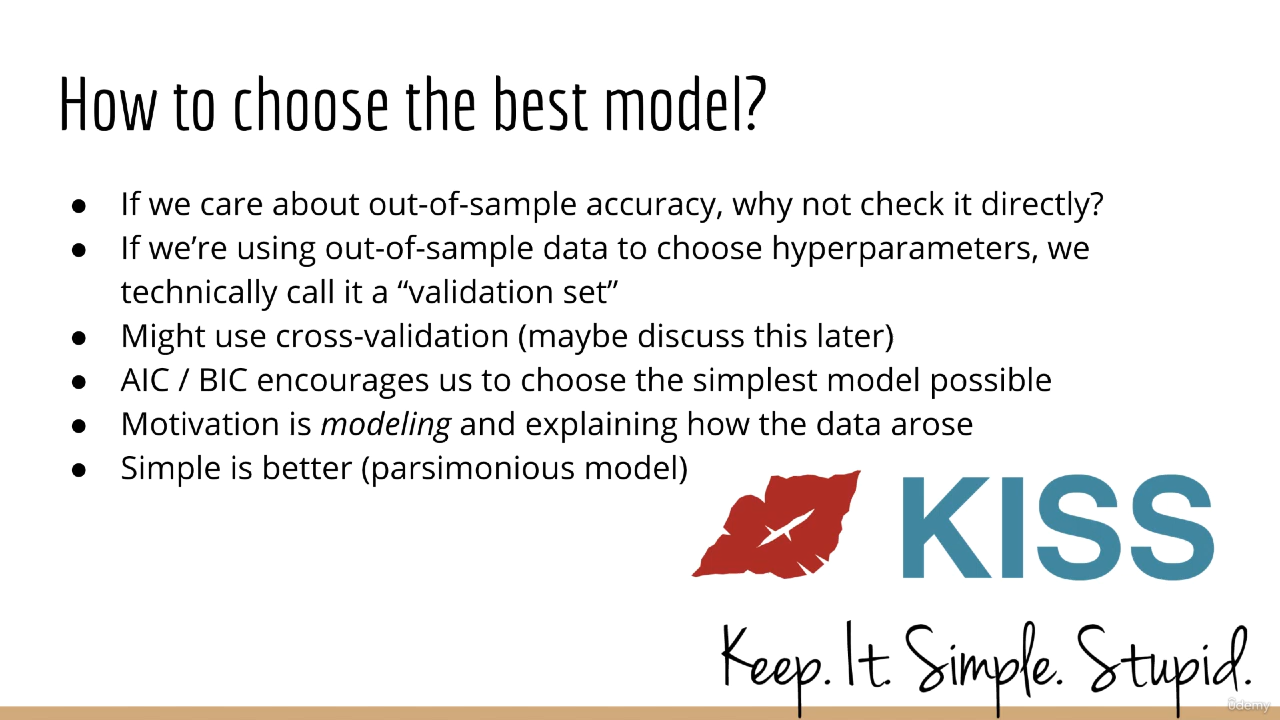 How to choose the best model?
● If we care about out-of-sample accuracy, why not check it directly?
● If we’re using out-of-sample data to choose hyperparameters, we
technically call it a “validation set”
● Might use cross-validation (maybe discuss this later)
● AIC / BIC encourages us to choose the simplest model possible
● Motivation is modeling and explaining how the data arose
● Simple is better (parsimonious model)
KISS
Keep. It. Simple. Stupid.
ûdemy